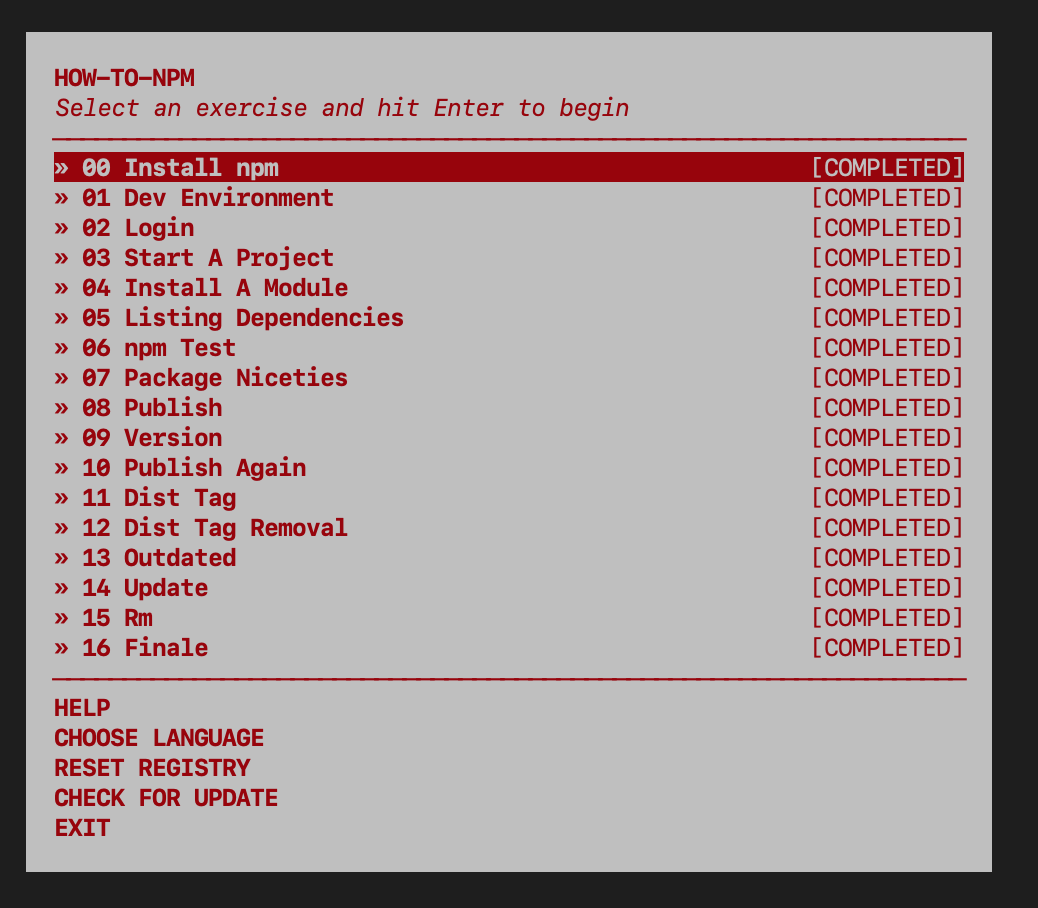 HOW-TO-NPM
Select an exercise and hit Enter to begin
» 00 Install npm [COMPLETED]
» 01 Dev Environment [COMPLETED]
» 02 Login [COMPLETED]
» 03 Start A Project [COMPLETED]
» 04 Install A Module [COMPLETED]
» 05 Listing Dependencies [COMPLETED]
» 06 npm Test [COMPLETED]
» 07 Package Niceties [COMPLETED]
» 08 Publish [COMPLETED]
» 09 Version [COMPLETED]
» 10 Publish Again [COMPLETED]
» 11 Dist Tag [COMPLETED]
» 12 Dist Tag Removal [COMPLETED]
» 13 Outdated [COMPLETED]
» 14 Update [COMPLETED]
» 15 Rm [COMPLETED]
» 16 Finale [COMPLETED]
HELP
CHOOSE LANGUAGE
RESET REGISTRY
CHECK FOR UPDATE
EXIT